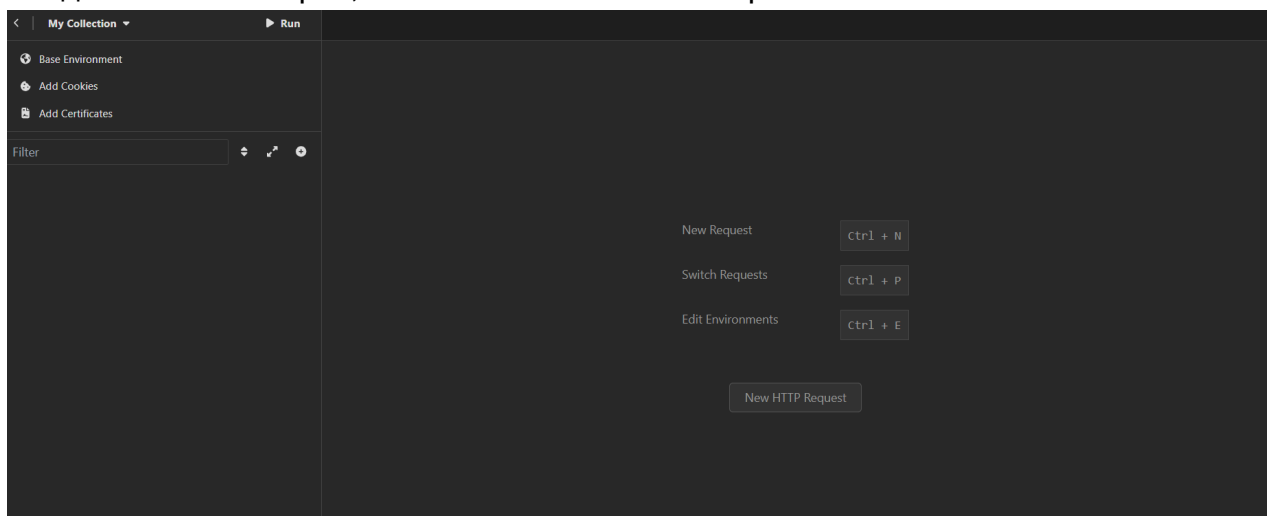 My Collection
Run
Base Environment
Add Cookies
Add Certificates
Filter
New Request
Ctrl + N
Switch Requests
Ctrl + P
Edit Environments
Ctrl + E
New HTTP Request